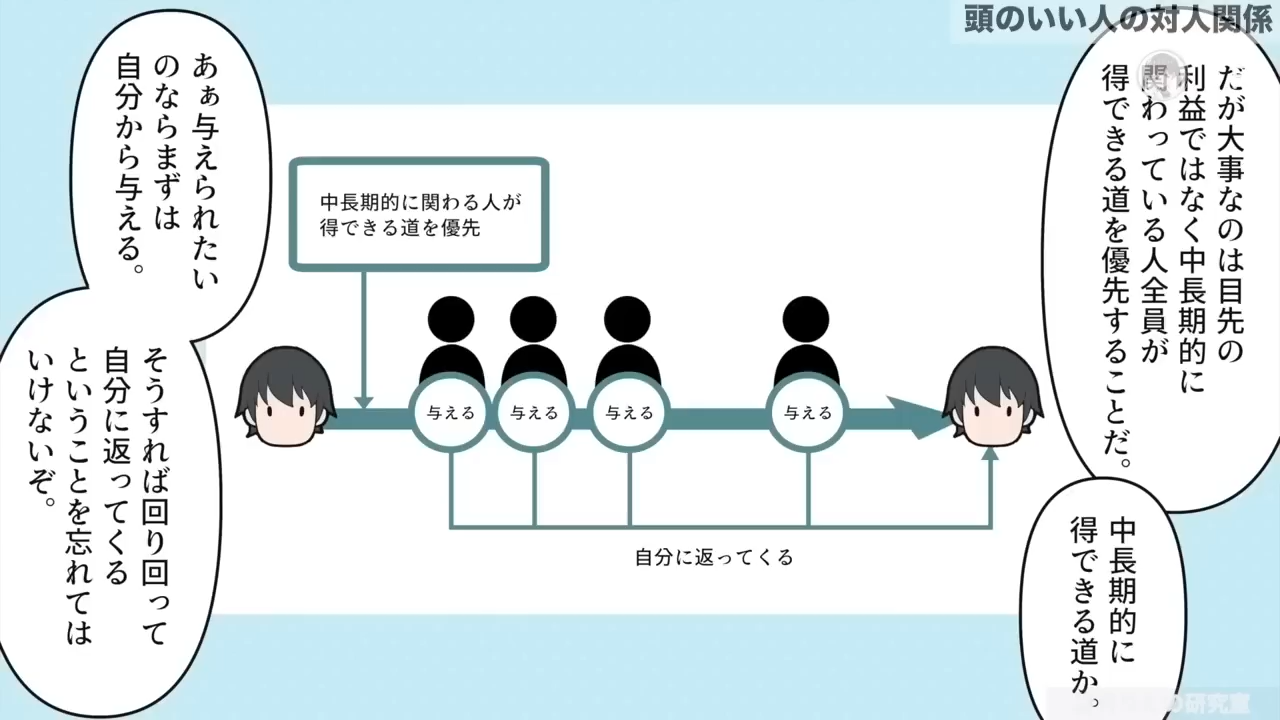 頭のいい人の対人関係
だが大事なのは目先の
利益ではなく中長期的に
関わっている人全員が
得できる道を優先することだ。
中長期的に
得できる道か。
中長期的に関わる人が
得できる道を優先
与える
与える
与える
与える
自分に返ってくる
あぁ与えられたい
のならまずは
自分から与える。
そうすれば回り回って
自分に返ってくる
ということを忘れては
いけないぞ。
の研究室